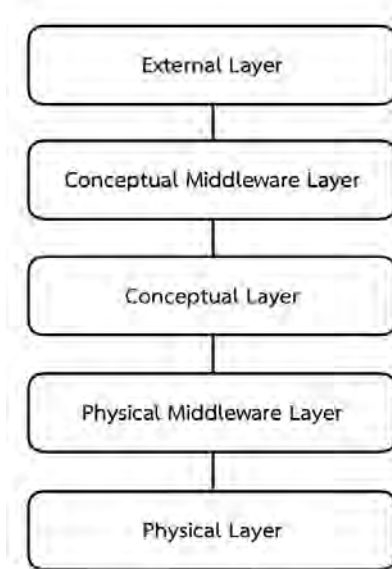 External Layer
Conceptual Middleware Layer
Conceptual Layer
Physical Middleware Layer
Physical Layer